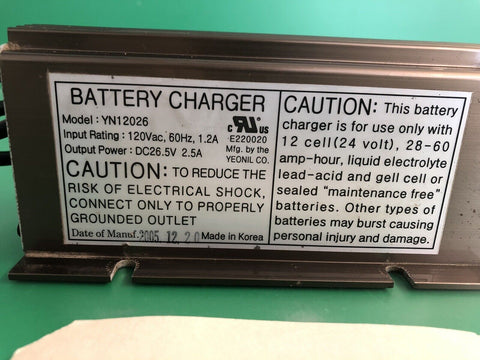 BATTERY CHARGER
Model: YN12026
Input Rating: 120Vac, 60Hz, 1.2A
Output Power: DC26.5V 2.5A
C RU US
E220020
Mfg. by the
YEONIL CO.
CAUTION: TO REDUCE THE
RISK OF ELECTRICAL SHOCK,
CONNECT ONLY TO PROPERLY
GROUNDED OUTLET
Date of Manuf. 2005. 12. 20 Made in Korea
CAUTION: This battery
charger is for use only with
12 cell(24 volt), 28-60
amp-hour, liquid electrolyte
lead-acid and gell cell or
sealed "maintenance free"
batteries. Other types of
batteries may burst causing
personal injury and damage.